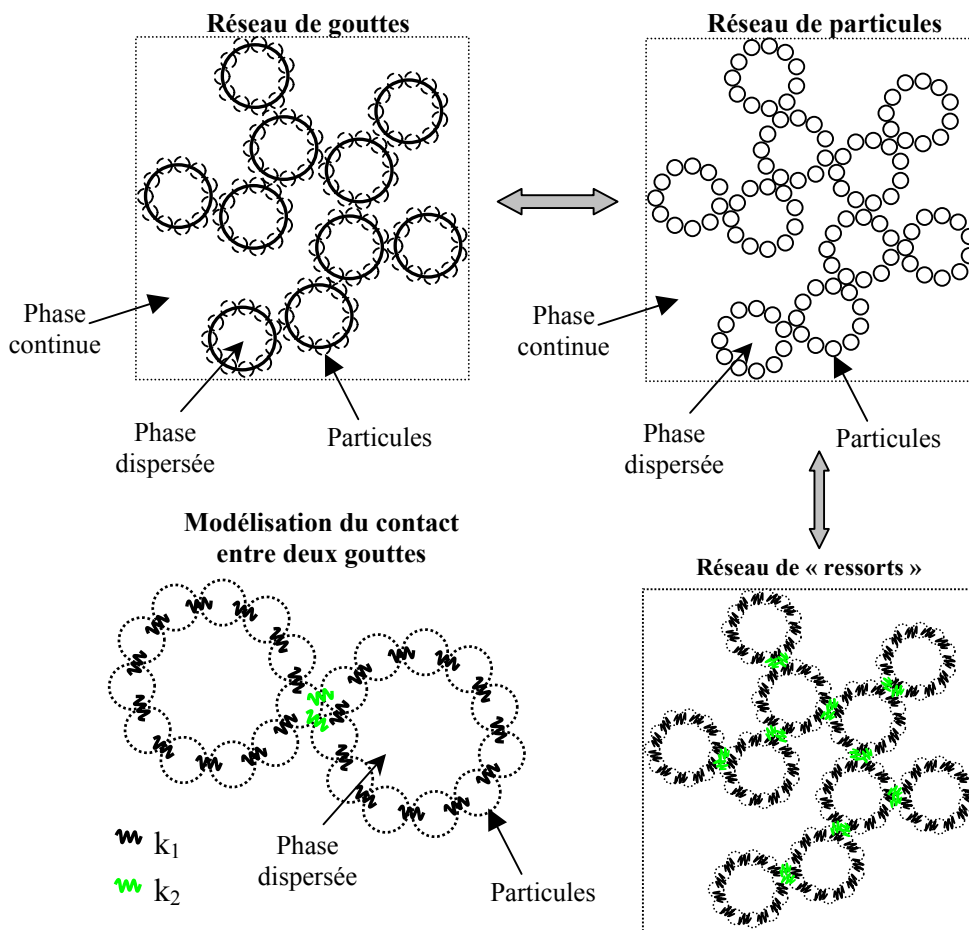 Réseau de gouttes
Réseau de particules
Phase
continue
Phase
dispersée
Particules
Phase
continue
Phase
dispersée
Particules
Modélisation du contact
entre deux gouttes
Réseau de « ressorts »
k₁
k₂
Phase
dispersée
Particules